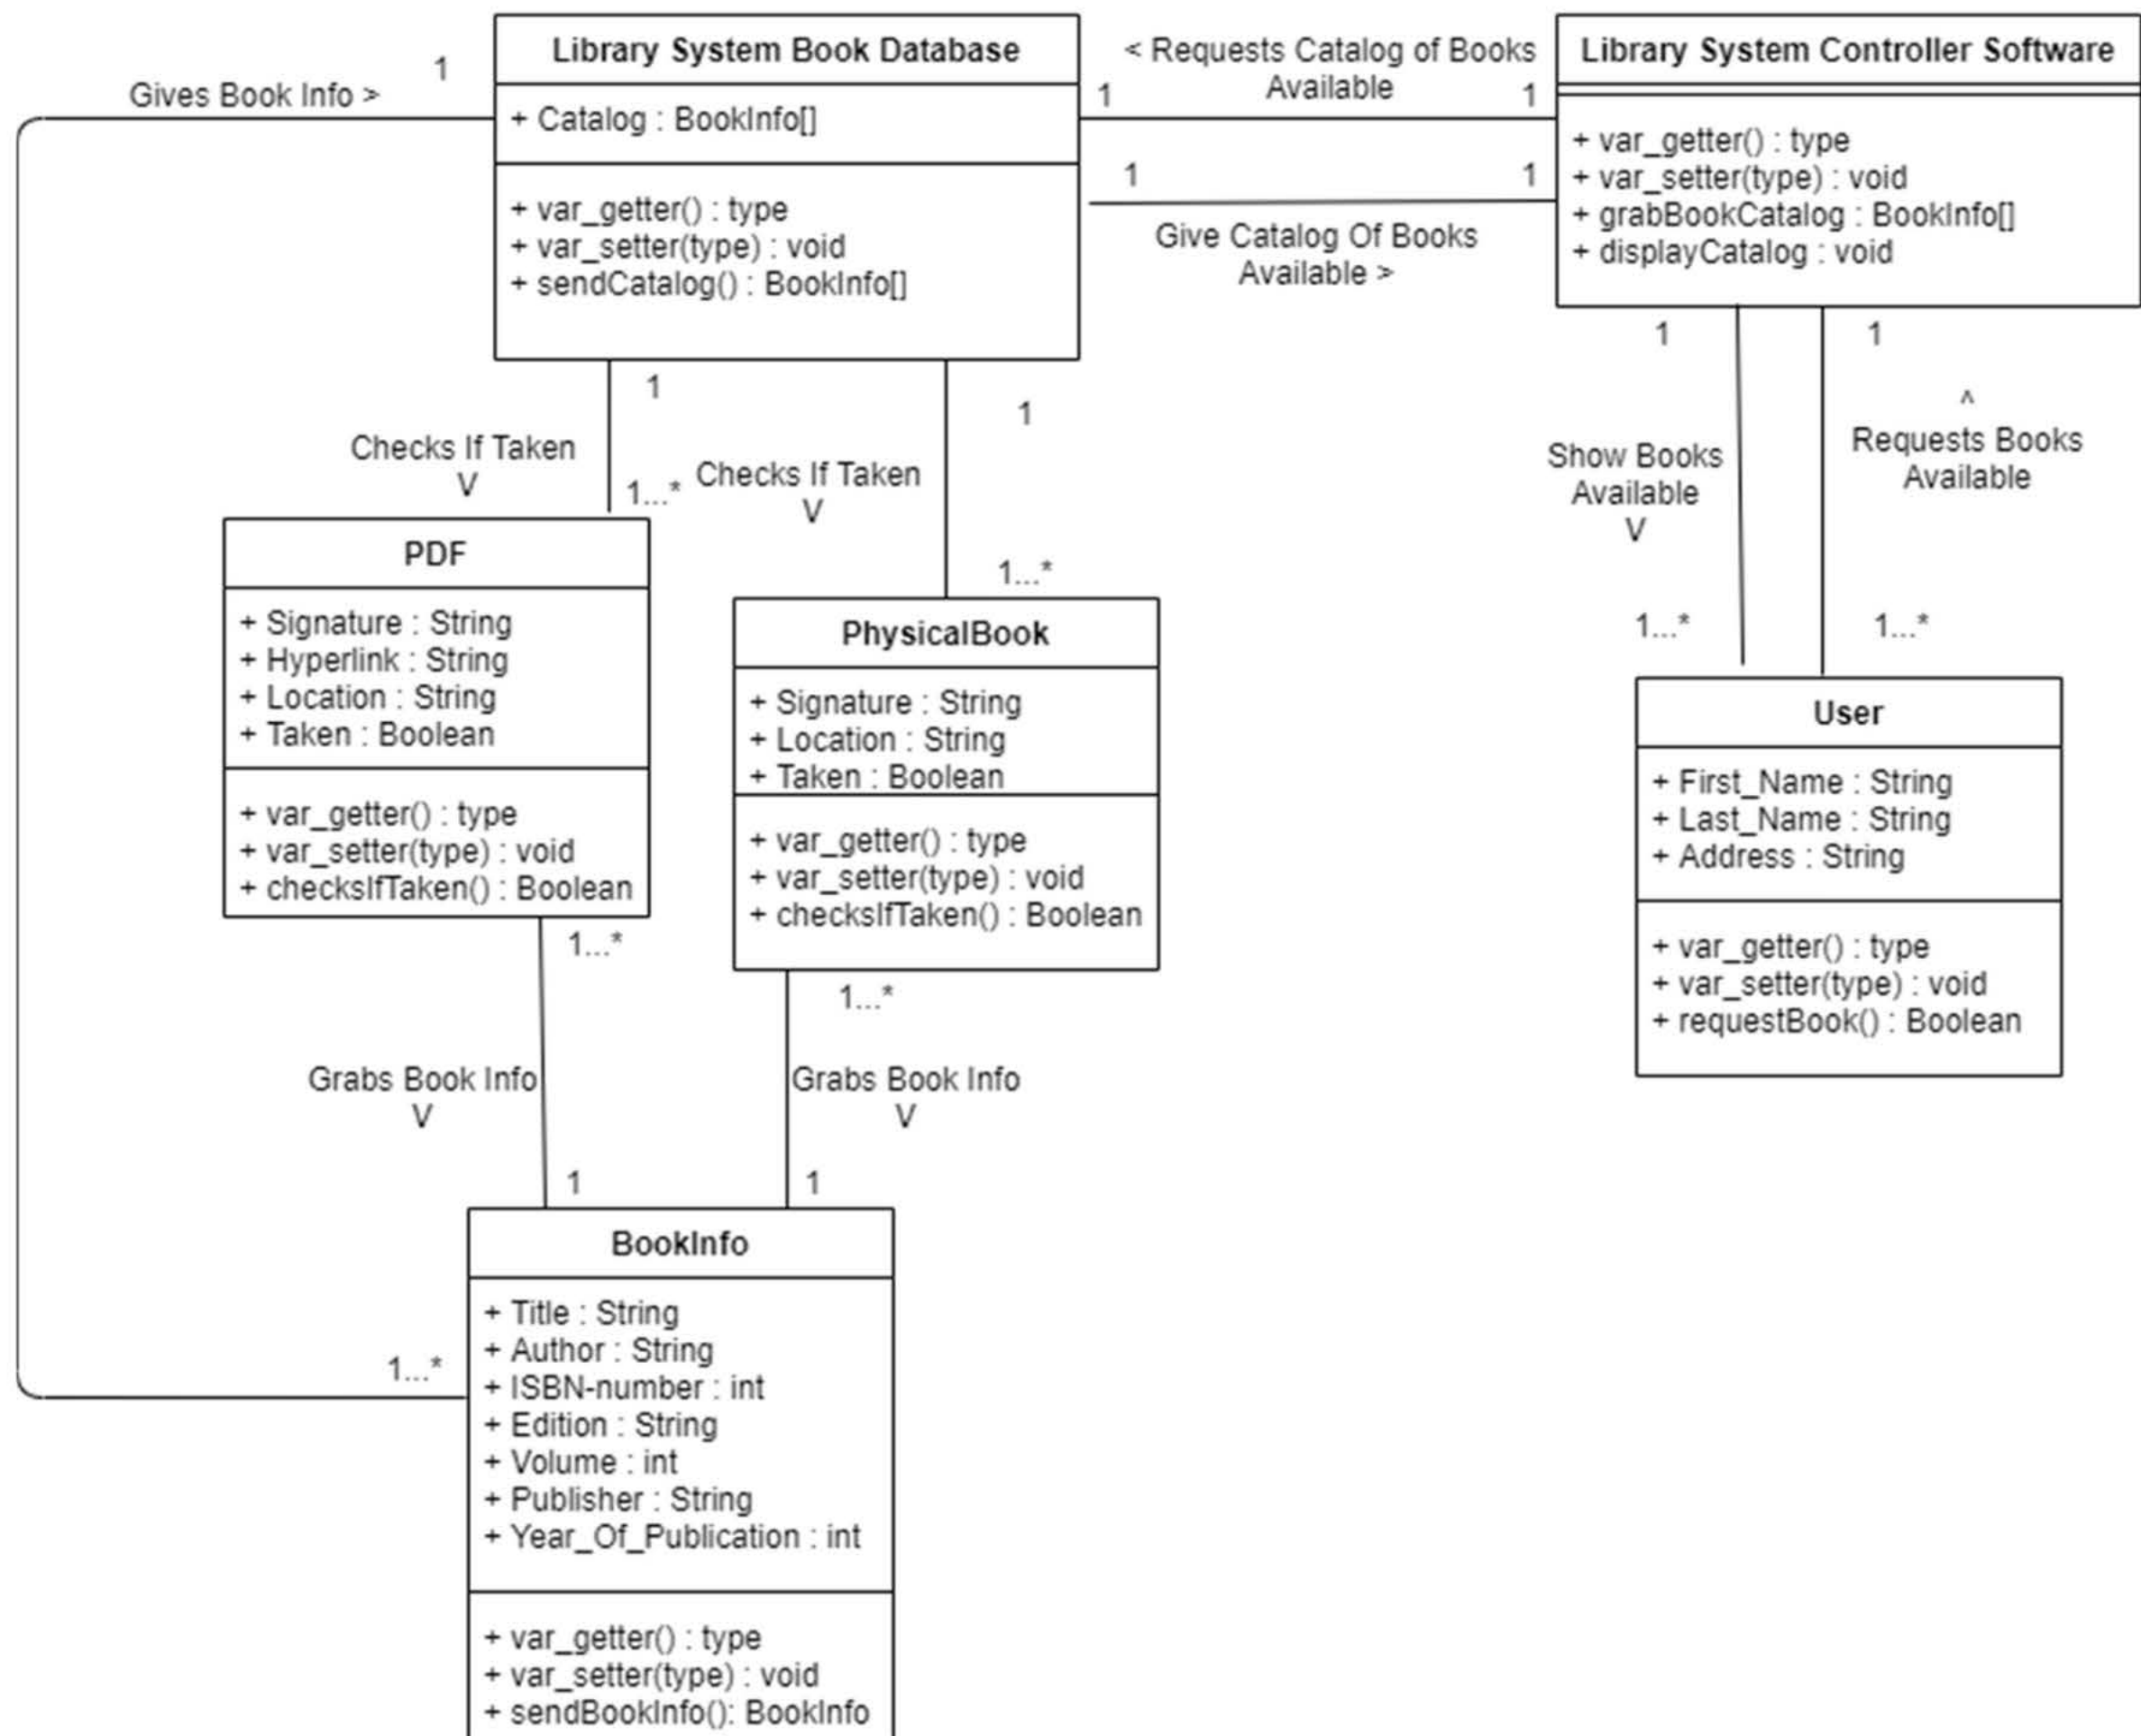 Library System Book Database
+ Catalog : BookInfo[]
+ var_getter() : type
+ var_setter(type) : void
+ sendCatalog() : BookInfo[]
Gives Book Info >
1
< Requests Catalog of Books
Available
1
1
1
1
Give Catalog Of Books
Available >
Library System Controller Software
+ var_getter() : type
+ var_setter(type) : void
+ grabBookCatalog : BookInfo[]
+ displayCatalog : void
1
1
Show Books
Available
V
^
Requests Books
Available
1...*
1...*
1
Checks If Taken
V
1...*
1
Checks If Taken
V
1...*
PDF
+ Signature : String
+ Hyperlink : String
+ Location : String
+ Taken : Boolean
+ var_getter() : type
+ var_setter(type) : void
+ checksIfTaken() : Boolean
PhysicalBook
+ Signature : String
+ Location : String
+ Taken : Boolean
+ var_getter() : type
+ var_setter(type) : void
+ checksIfTaken() : Boolean
User
+ First_Name : String
+ Last_Name : String
+ Address : String
+ var_getter() : type
+ var_setter(type) : void
+ requestBook() : Boolean
1...*
Grabs Book Info
V
1
1...*
Grabs Book Info
V
1
1...*
BookInfo
+ Title : String
+ Author : String
+ ISBN-number : int
+ Edition : String
+ Volume : int
+ Publisher : String
+ Year_Of_Publication : int
+ var_getter() : type
+ var_setter(type) : void
+ sendBookInfo(): BookInfo